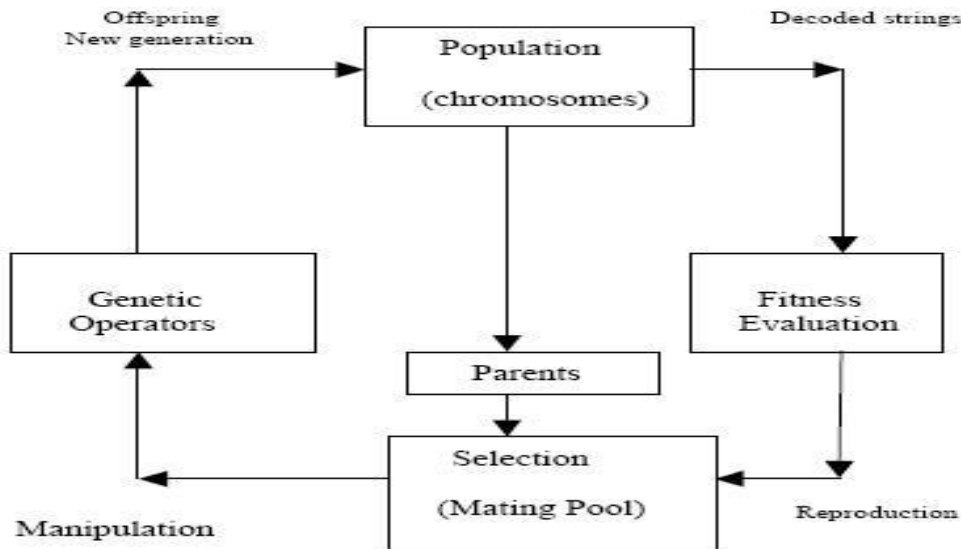 Offspring
New generation
Decoded strings
Population
(chromosomes)
Genetic
Operators
Fitness
Evaluation
Parents
Selection
(Mating Pool)
Manipulation
Reproduction